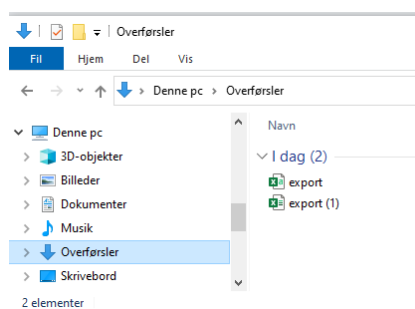 Overførsler
Fil Hjem Del Vis
Denne pc Overførsler
Denne pc
3D-objekter
Billeder
Dokumenter
Musik
Overførsler
Skrivebord
Navn
I dag (2)
export
export (1)
2 elementer